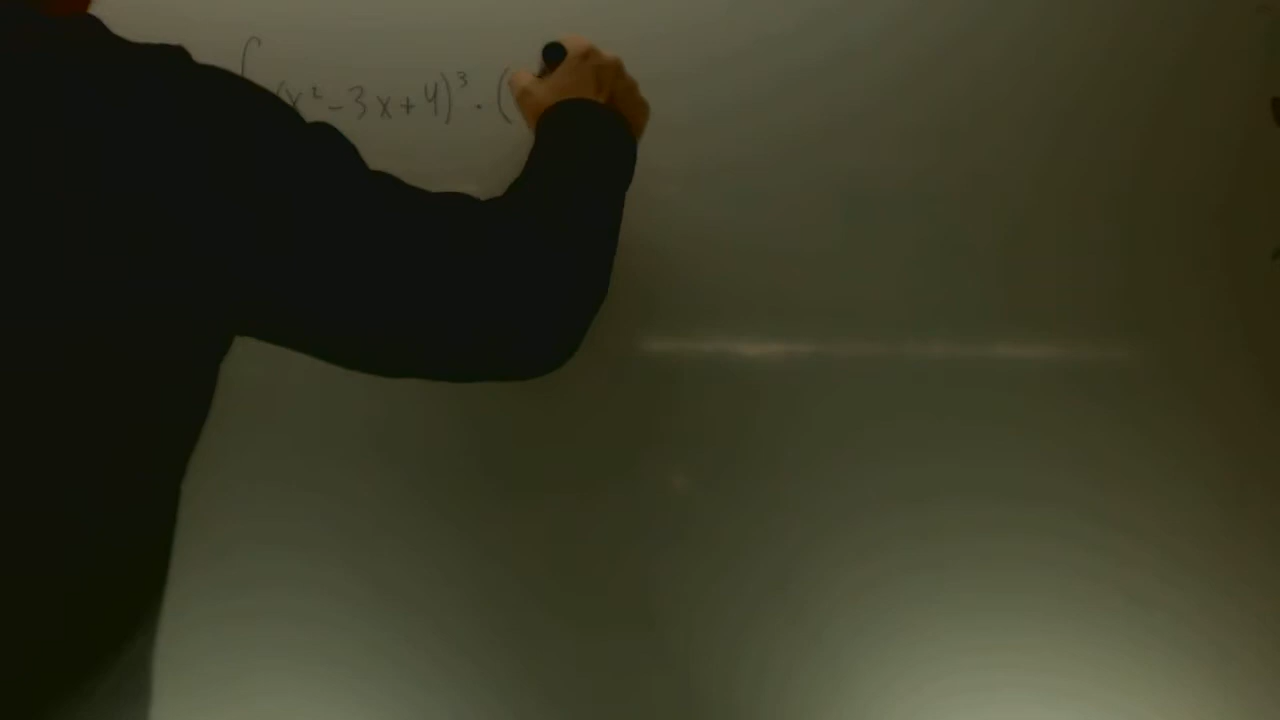 ∫ (x² - 3x + 4)³ · (